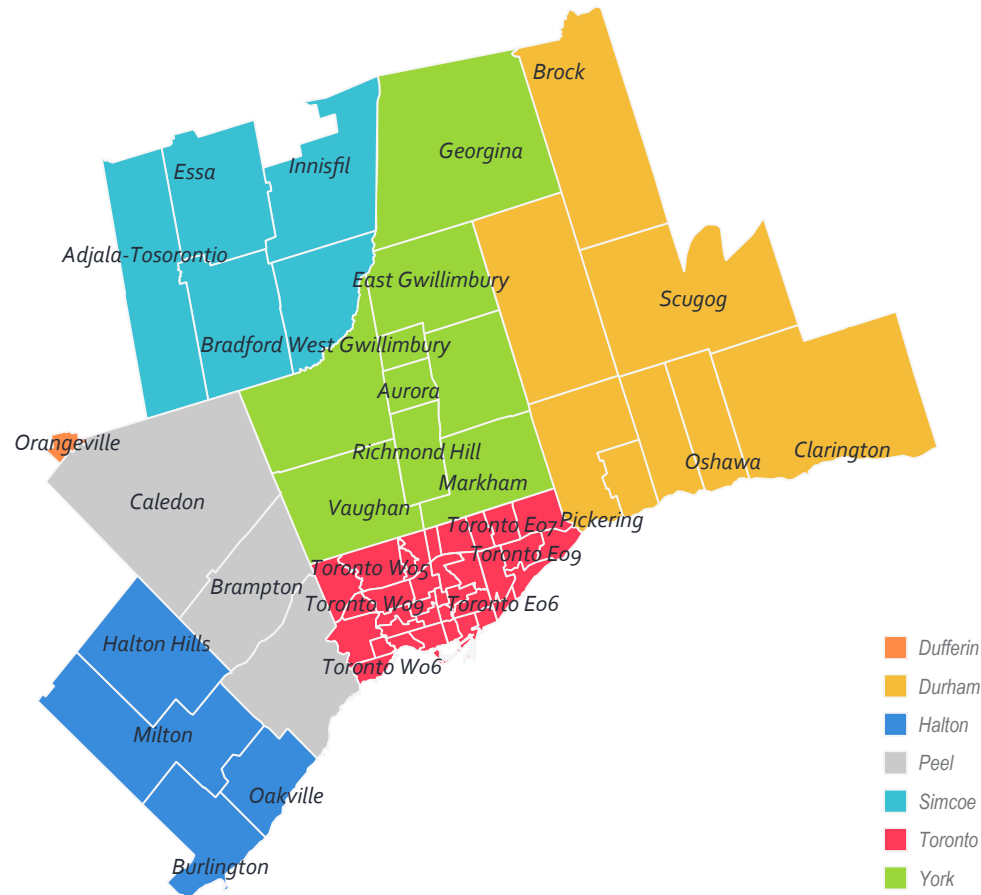 Brock
Georgina
Innisfil
Essa
Adjala-Tosorontio
East Gwillimbury
Scugog
Bradford West Gwillimbury
Aurora
Orangeville
Richmond Hill
Clarington
Oshawa
Markham
Caledon
Vaughan
Pickering
Toronto E07
Toronto E09
Toronto W05
Brampton
Toronto W09
Toronto E06
Halton Hills
Toronto W06
Milton
Oakville
Burlington
Dufferin
Durham
Halton
Peel
Simcoe
Toronto
York